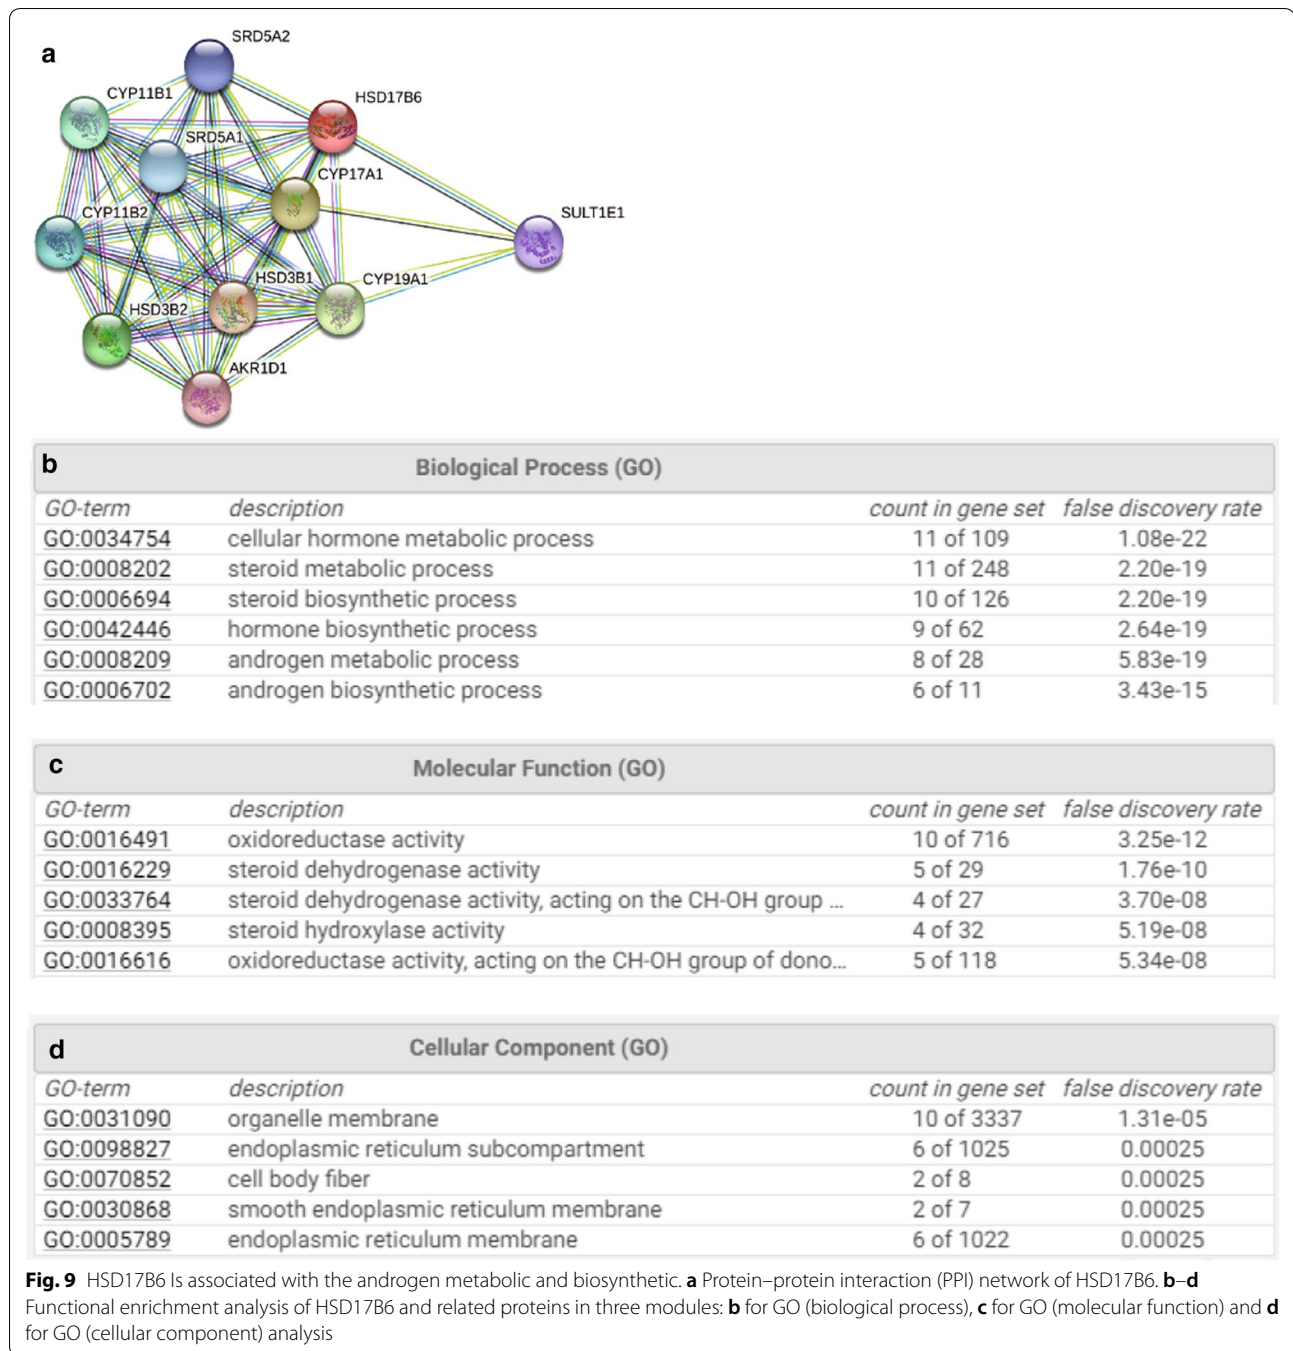 a
SRD5A2
CYP11B1
HSD17B6
SRD5A1
CYP17A1
CYP11B2
SULT1E1
HSD3B1
CYP19A1
HSD3B2
AKR1D1
b Biological Process (GO)
GO-term description count in gene set false discovery rate
GO:0034754 cellular hormone metabolic process 11 of 109 1.08e-22
GO:0008202 steroid metabolic process 11 of 248 2.20e-19
GO:0006694 steroid biosynthetic process 10 of 126 2.20e-19
GO:0042446 hormone biosynthetic process 9 of 62 2.64e-19
GO:0008209 androgen metabolic process 8 of 28 5.83e-19
GO:0006702 androgen biosynthetic process 6 of 11 3.43e-15
c Molecular Function (GO)
GO-term description count in gene set false discovery rate
GO:0016491 oxidoreductase activity 10 of 716 3.25e-12
GO:0016229 steroid dehydrogenase activity 5 of 29 1.76e-10
GO:0033764 steroid dehydrogenase activity, acting on the CH-OH group ... 4 of 27 3.70e-08
GO:0008395 steroid hydroxylase activity 4 of 32 5.19e-08
GO:0016616 oxidoreductase activity, acting on the CH-OH group of dono... 5 of 118 5.34e-08
d Cellular Component (GO)
GO-term description count in gene set false discovery rate
GO:0031090 organelle membrane 10 of 3337 1.31e-05
GO:0098827 endoplasmic reticulum subcompartment 6 of 1025 0.00025
GO:0070852 cell body fiber 2 of 8 0.00025
GO:0030868 smooth endoplasmic reticulum membrane 2 of 7 0.00025
GO:0005789 endoplasmic reticulum membrane 6 of 1022 0.00025
Fig. 9 HSD17B6 Is associated with the androgen metabolic and biosynthetic. a Protein–protein interaction (PPI) network of HSD17B6. b–d
Functional enrichment analysis of HSD17B6 and related proteins in three modules: b for GO (biological process), c for GO (molecular function) and d
for GO (cellular component) analysis